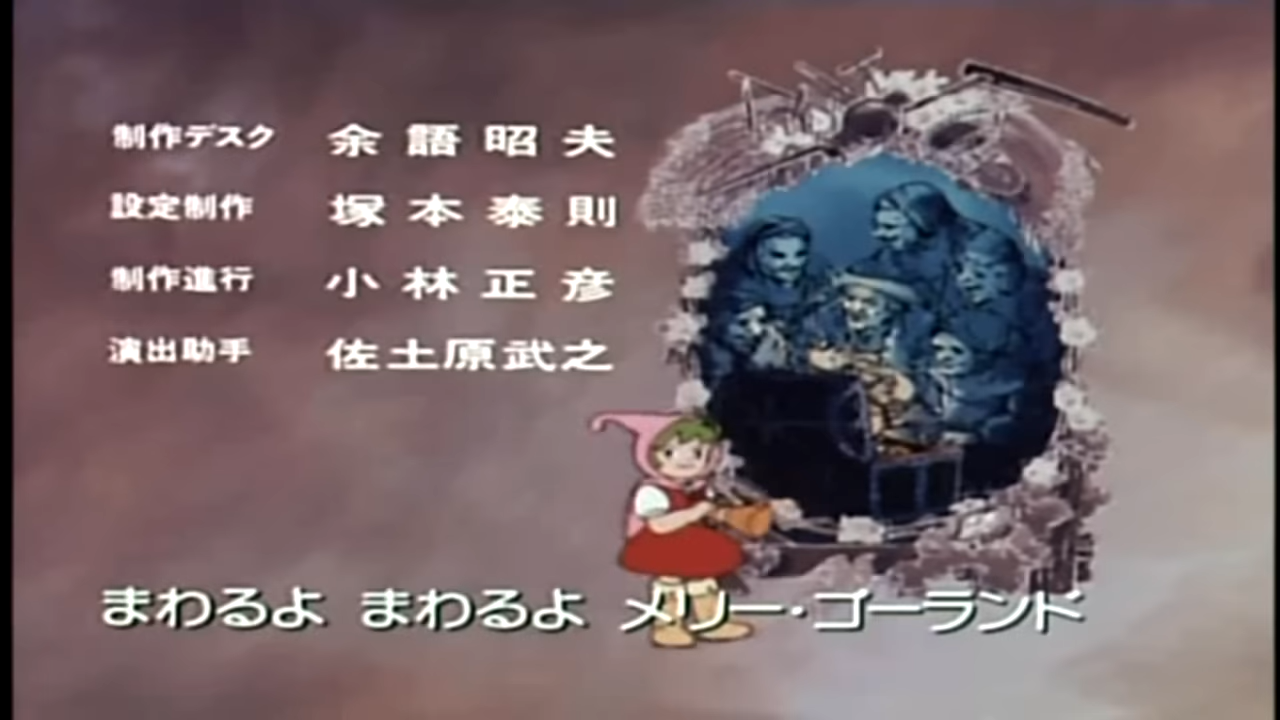 制作デスク 余語昭夫
設定制作 塚本泰則
制作進行 小林正彦
演出助手 佐土原武之
まわるよ まわるよ メリー・ゴーランド